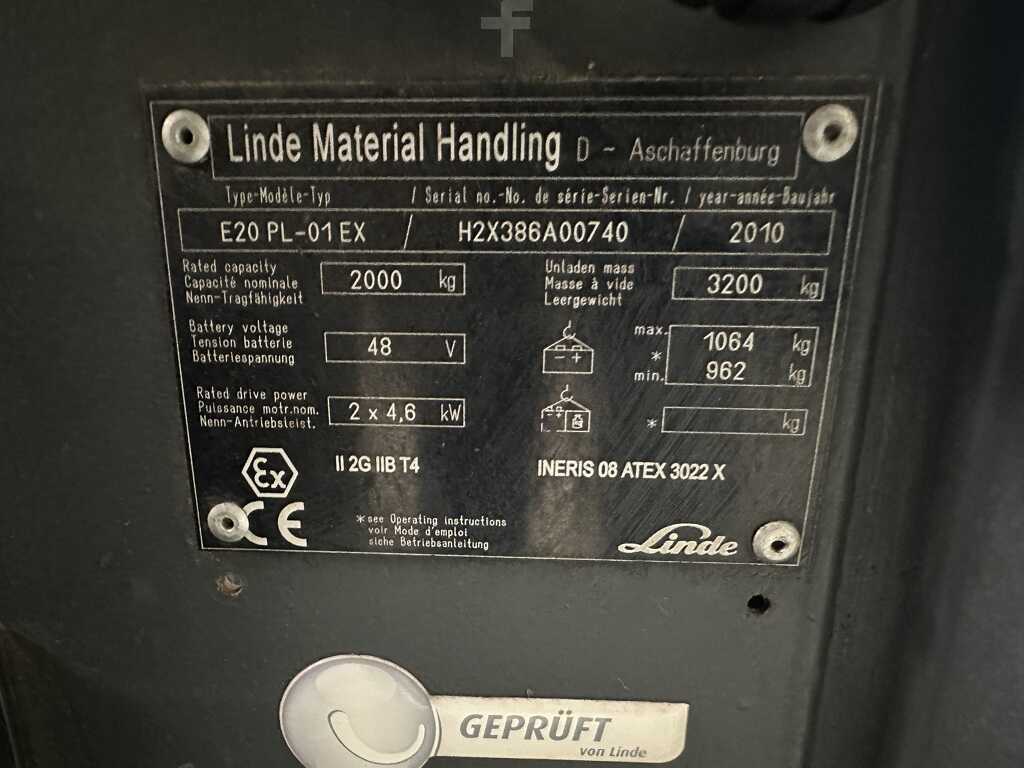 f
Linde Material Handling D - Aschaffenburg
Type-Modèle-Typ / Serial no.-No. de série-Serien-Nr. / year-année-Baujahr
E20 PL-01 EX / H2X386A00740 / 2010
Rated capacity
Capacité nominale
Nenn-Tragfähigkeit
2000 kg
Unladen mass
Masse à vide
Leergewicht
3200 kg
Battery voltage
Tension batterie
Batteriespannung
48 V
max. 1064 kg
*
min. 962 kg
Rated drive power
Puissance motr.nom.
Nenn-Antriebsleist.
2 x 4,6 kW
* kg
Ex II 2G IIB T4 INERIS 08 ATEX 3022 X
CE
*see Operating instructions
voir Mode d'emploi
siehe Betriebsanleitung
Linde
GEPRÜFT
von Linde